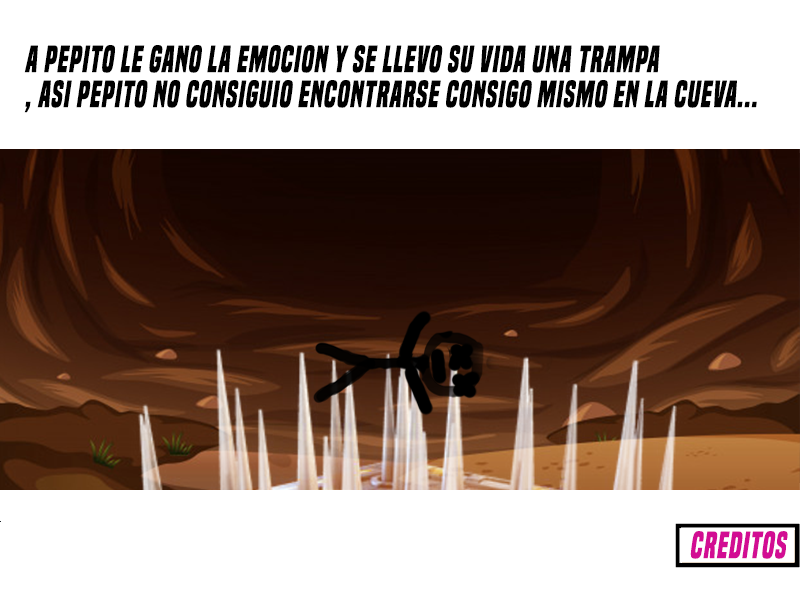 A PEPITO LE GANO LA EMOCION Y SE LLEVO SU VIDA UNA TRAMPA
, ASI PEPITO NO CONSIGUIO ENCONTRARSE CONSIGO MISMO EN LA CUEVA...
CREDITOS